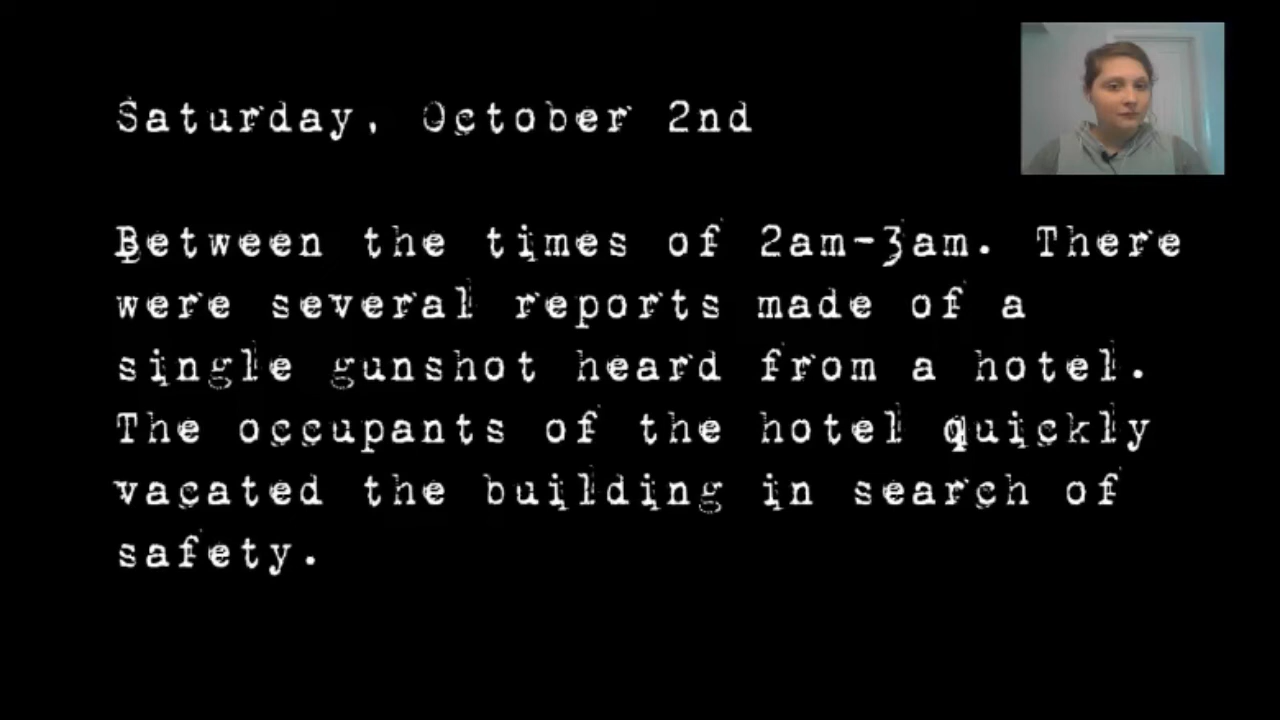 Saturday, October 2nd
Between the times of 2am-3am. There
were several reports made of a
single gunshot heard from a hotel.
The occupants of the hotel quickly
vacated the building in search of
safety.